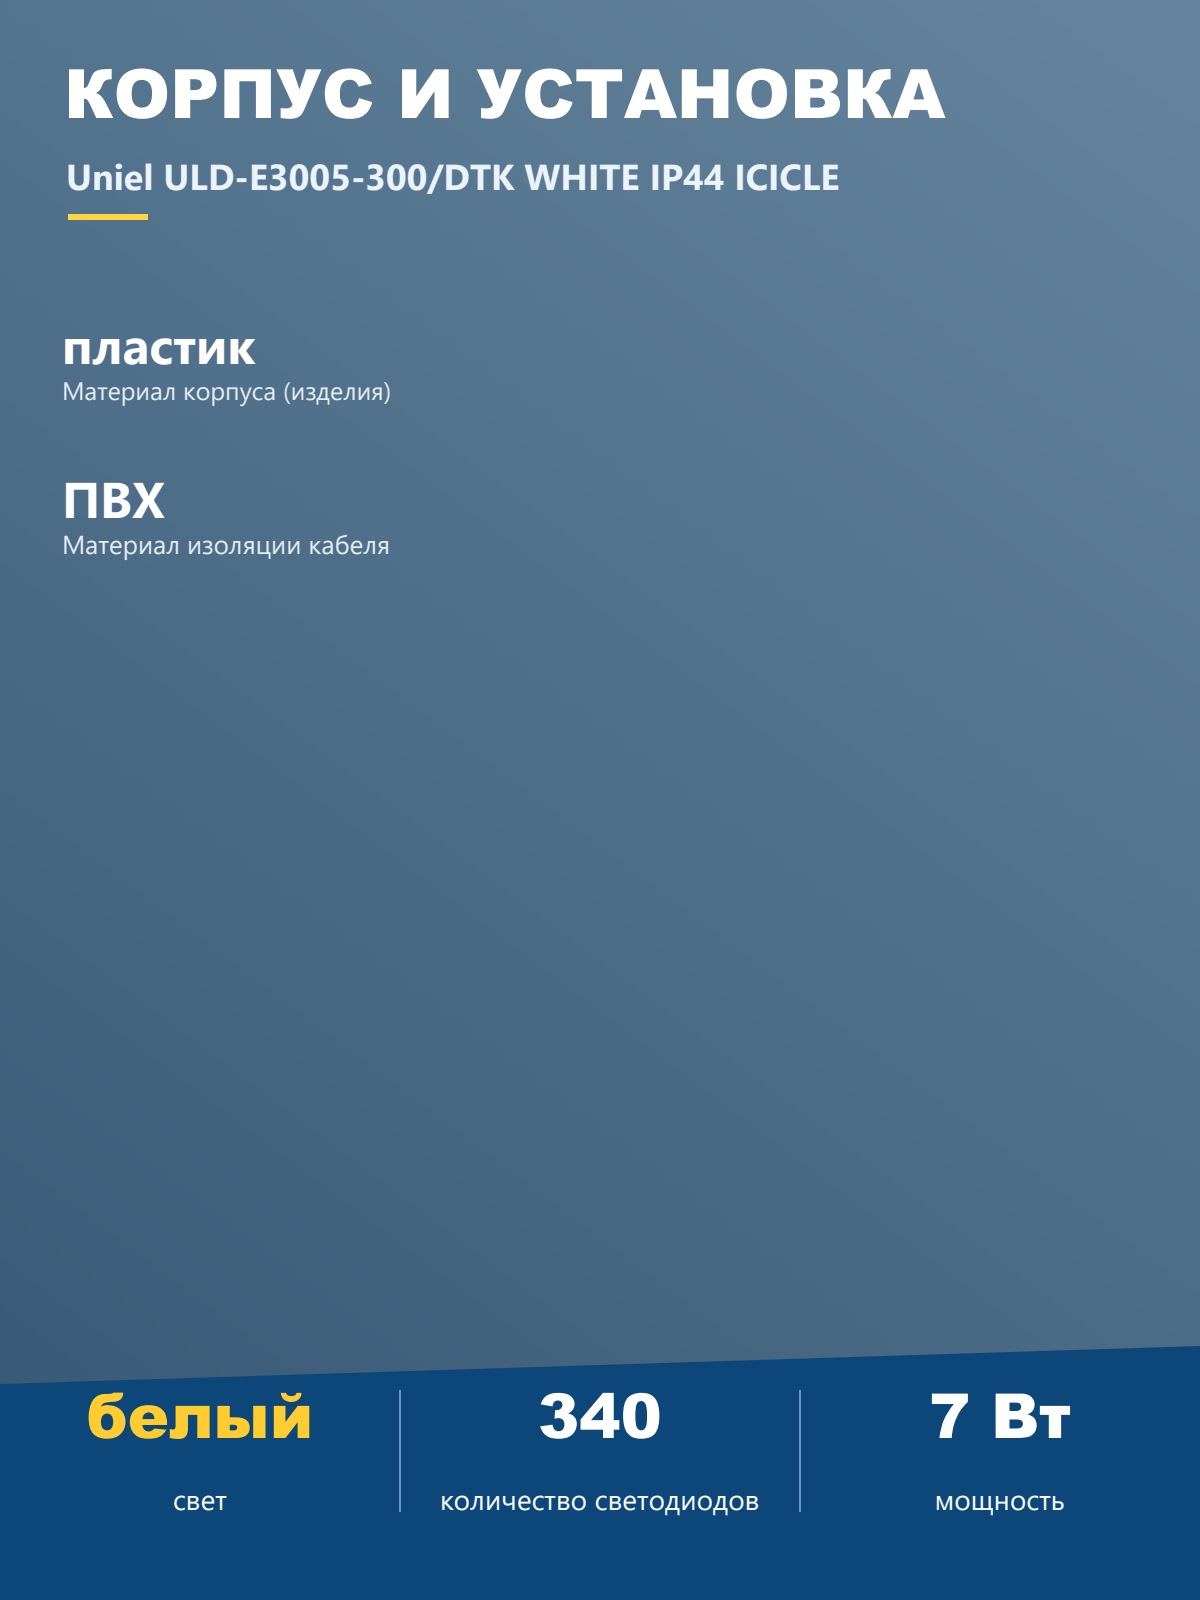 КОРПУС И УСТАНОВКА
Uniel ULD-E3005-300/DTK WHITE IP44 ICICLE
пластик
Материал корпуса (изделия)
ПВХ
Материал изоляции кабеля
белый
свет
340
количество светодиодов
7 Вт
мощность